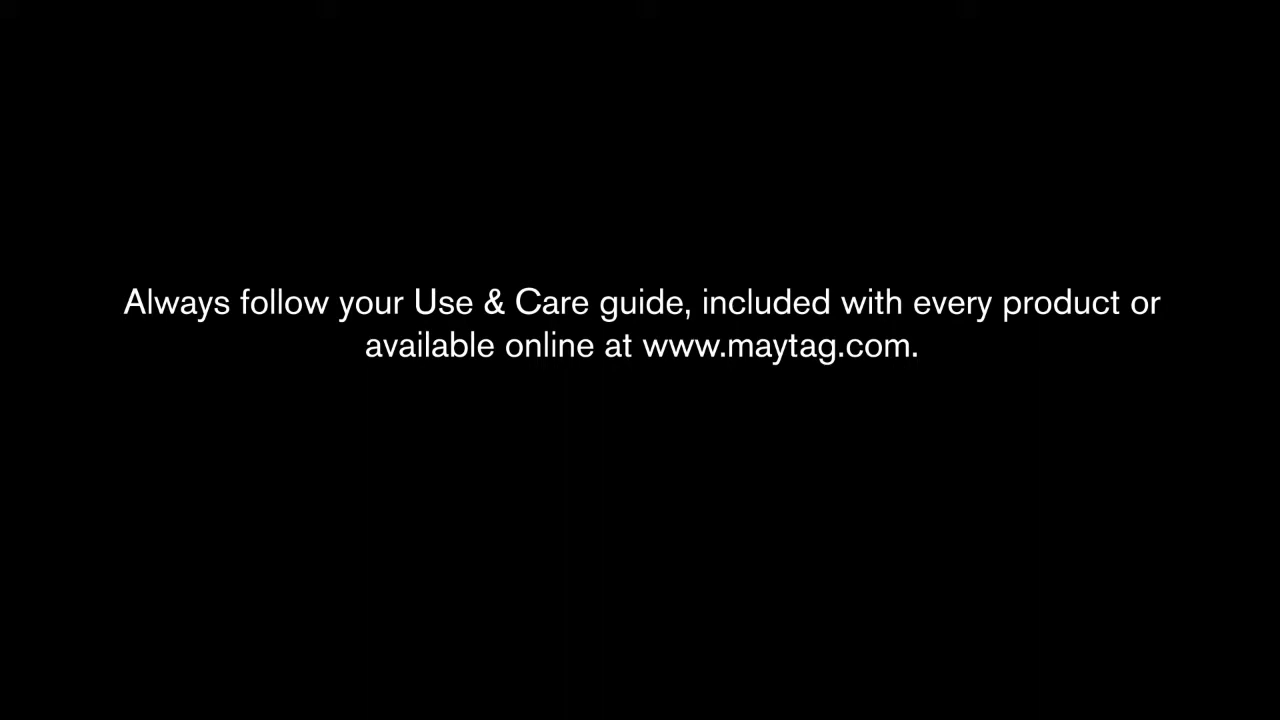 Always follow your Use & Care guide, included with every product or
available online at www.maytag.com.